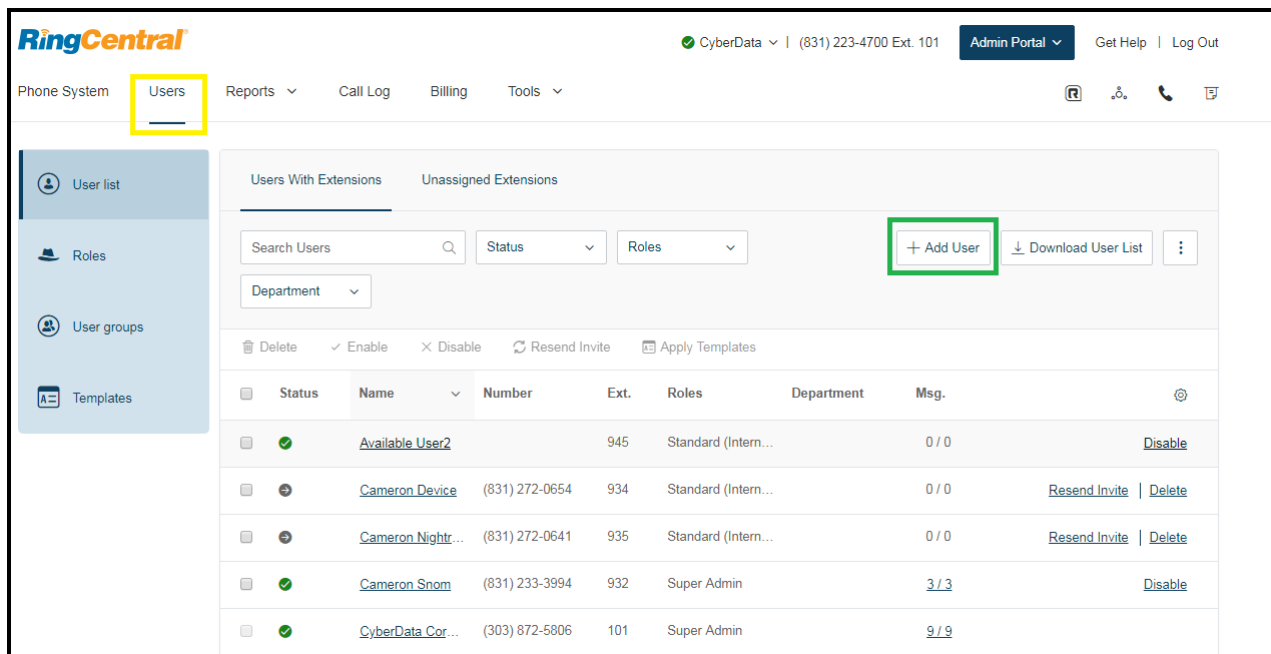 RingCentral
CyberData | (831) 223-4700 Ext. 101 Admin Portal Get Help | Log Out
Phone System Users Reports Call Log Billing Tools
User list
Roles
User groups
Templates
Users With Extensions Unassigned Extensions
Search Users Status Roles + Add User Download User List
Department
Delete Enable Disable Resend Invite Apply Templates
Status Name Number Ext. Roles Department Msg.
Available User2 945 Standard (Intern... 0 / 0 Disable
Cameron Device (831) 272-0654 934 Standard (Intern... 0 / 0 Resend Invite | Delete
Cameron Nightr... (831) 272-0641 935 Standard (Intern... 0 / 0 Resend Invite | Delete
Cameron Snom (831) 233-3994 932 Super Admin 3 / 3 Disable
CyberData Cor... (303) 872-5806 101 Super Admin 9 / 9